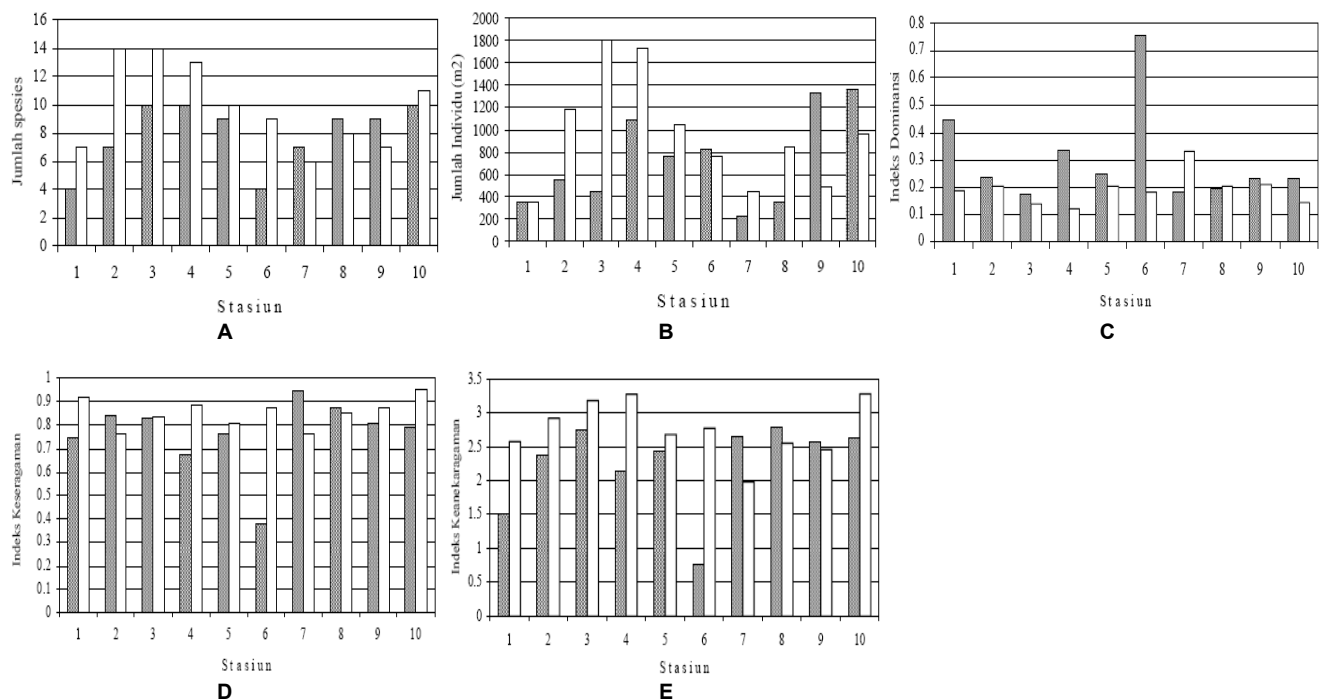 Jumlah spesies
16
14
12
10
8
6
4
2
0
1 2 3 4 5 6 7 8 9 10
Stasiun
A
Jumlah Individu (m2)
2000
1800
1600
1400
1200
1000
800
600
400
200
0
1 2 3 4 5 6 7 8 9 10
Stasiun
B
Indeks Dominansi
0.8
0.7
0.6
0.5
0.4
0.3
0.2
0.1
0
1 2 3 4 5 6 7 8 9 10
Stasiun
C
Indeks Keseragaman
1
0.9
0.8
0.7
0.6
0.5
0.4
0.3
0.2
0.1
0
1 2 3 4 5 6 7 8 9 10
Stasiun
D
Indeks Keanekaragaman
3.5
3
2.5
2
1.5
1
0.5
0
1 2 3 4 5 6 7 8 9 10
Stasiun
E